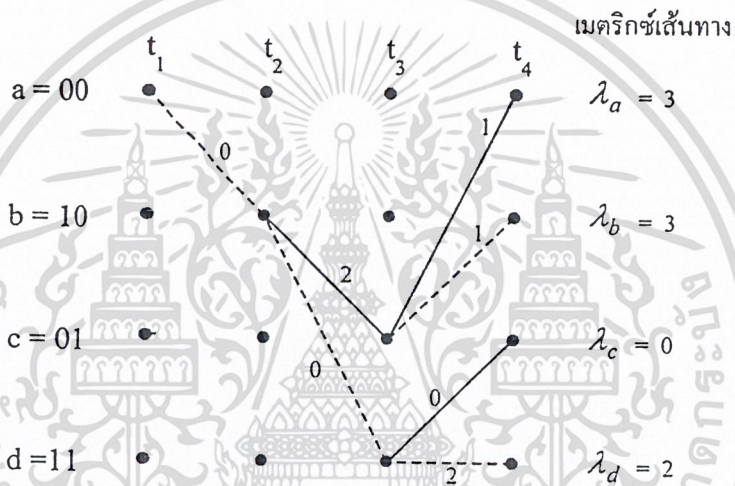 เมตริกซ์เส้นทาง
t1 t2 t3 t4
a = 00
λa = 3
0
1
b = 10
λb = 3
2
1
c = 01
λc = 0
0
0
d =11
λd = 2
2